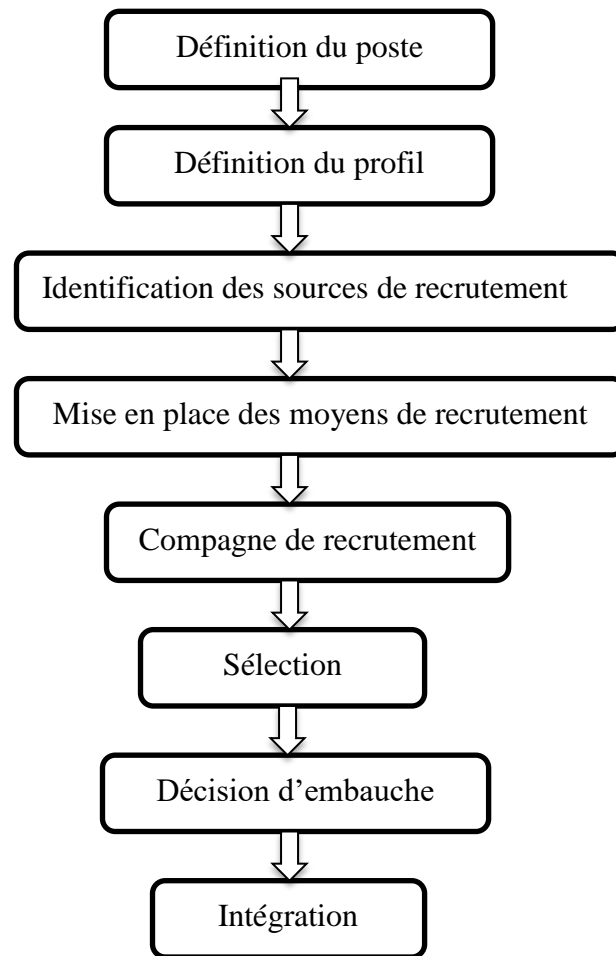 Définition du poste
Définition du profil
Identification des sources de recrutement
Mise en place des moyens de recrutement
Compagne de recrutement
Sélection
Décision d’embauche
Intégration